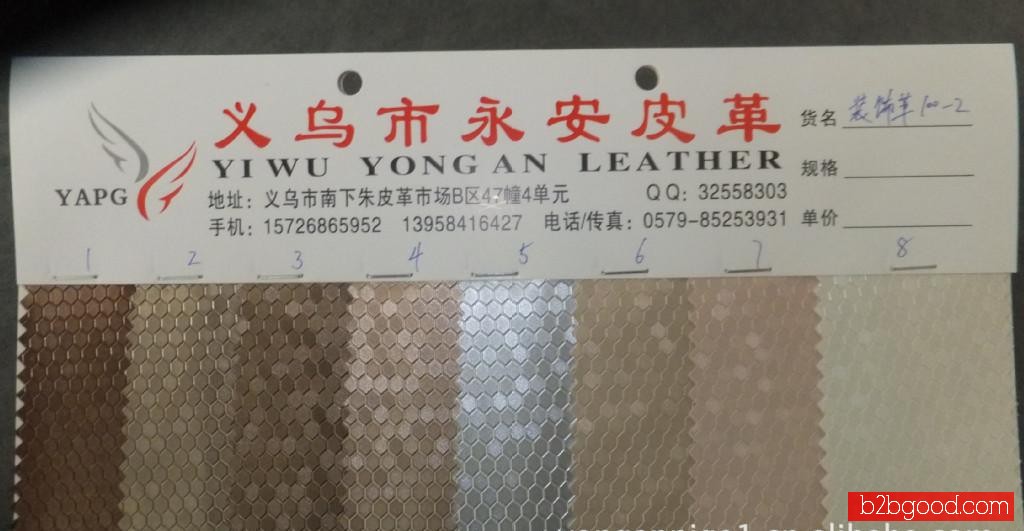 义乌市永安皮革
YIWU YONGAN LEATHER
YAPG
地址：义乌市南下朱皮革市场B区47幢4单元 QQ：32558303
手机：15726865952 13958416427 电话/传真：0579-85253931
货名 装饰革100-2
规格
单价
1 2 3 4 5 6 7 8
b2bgood.com